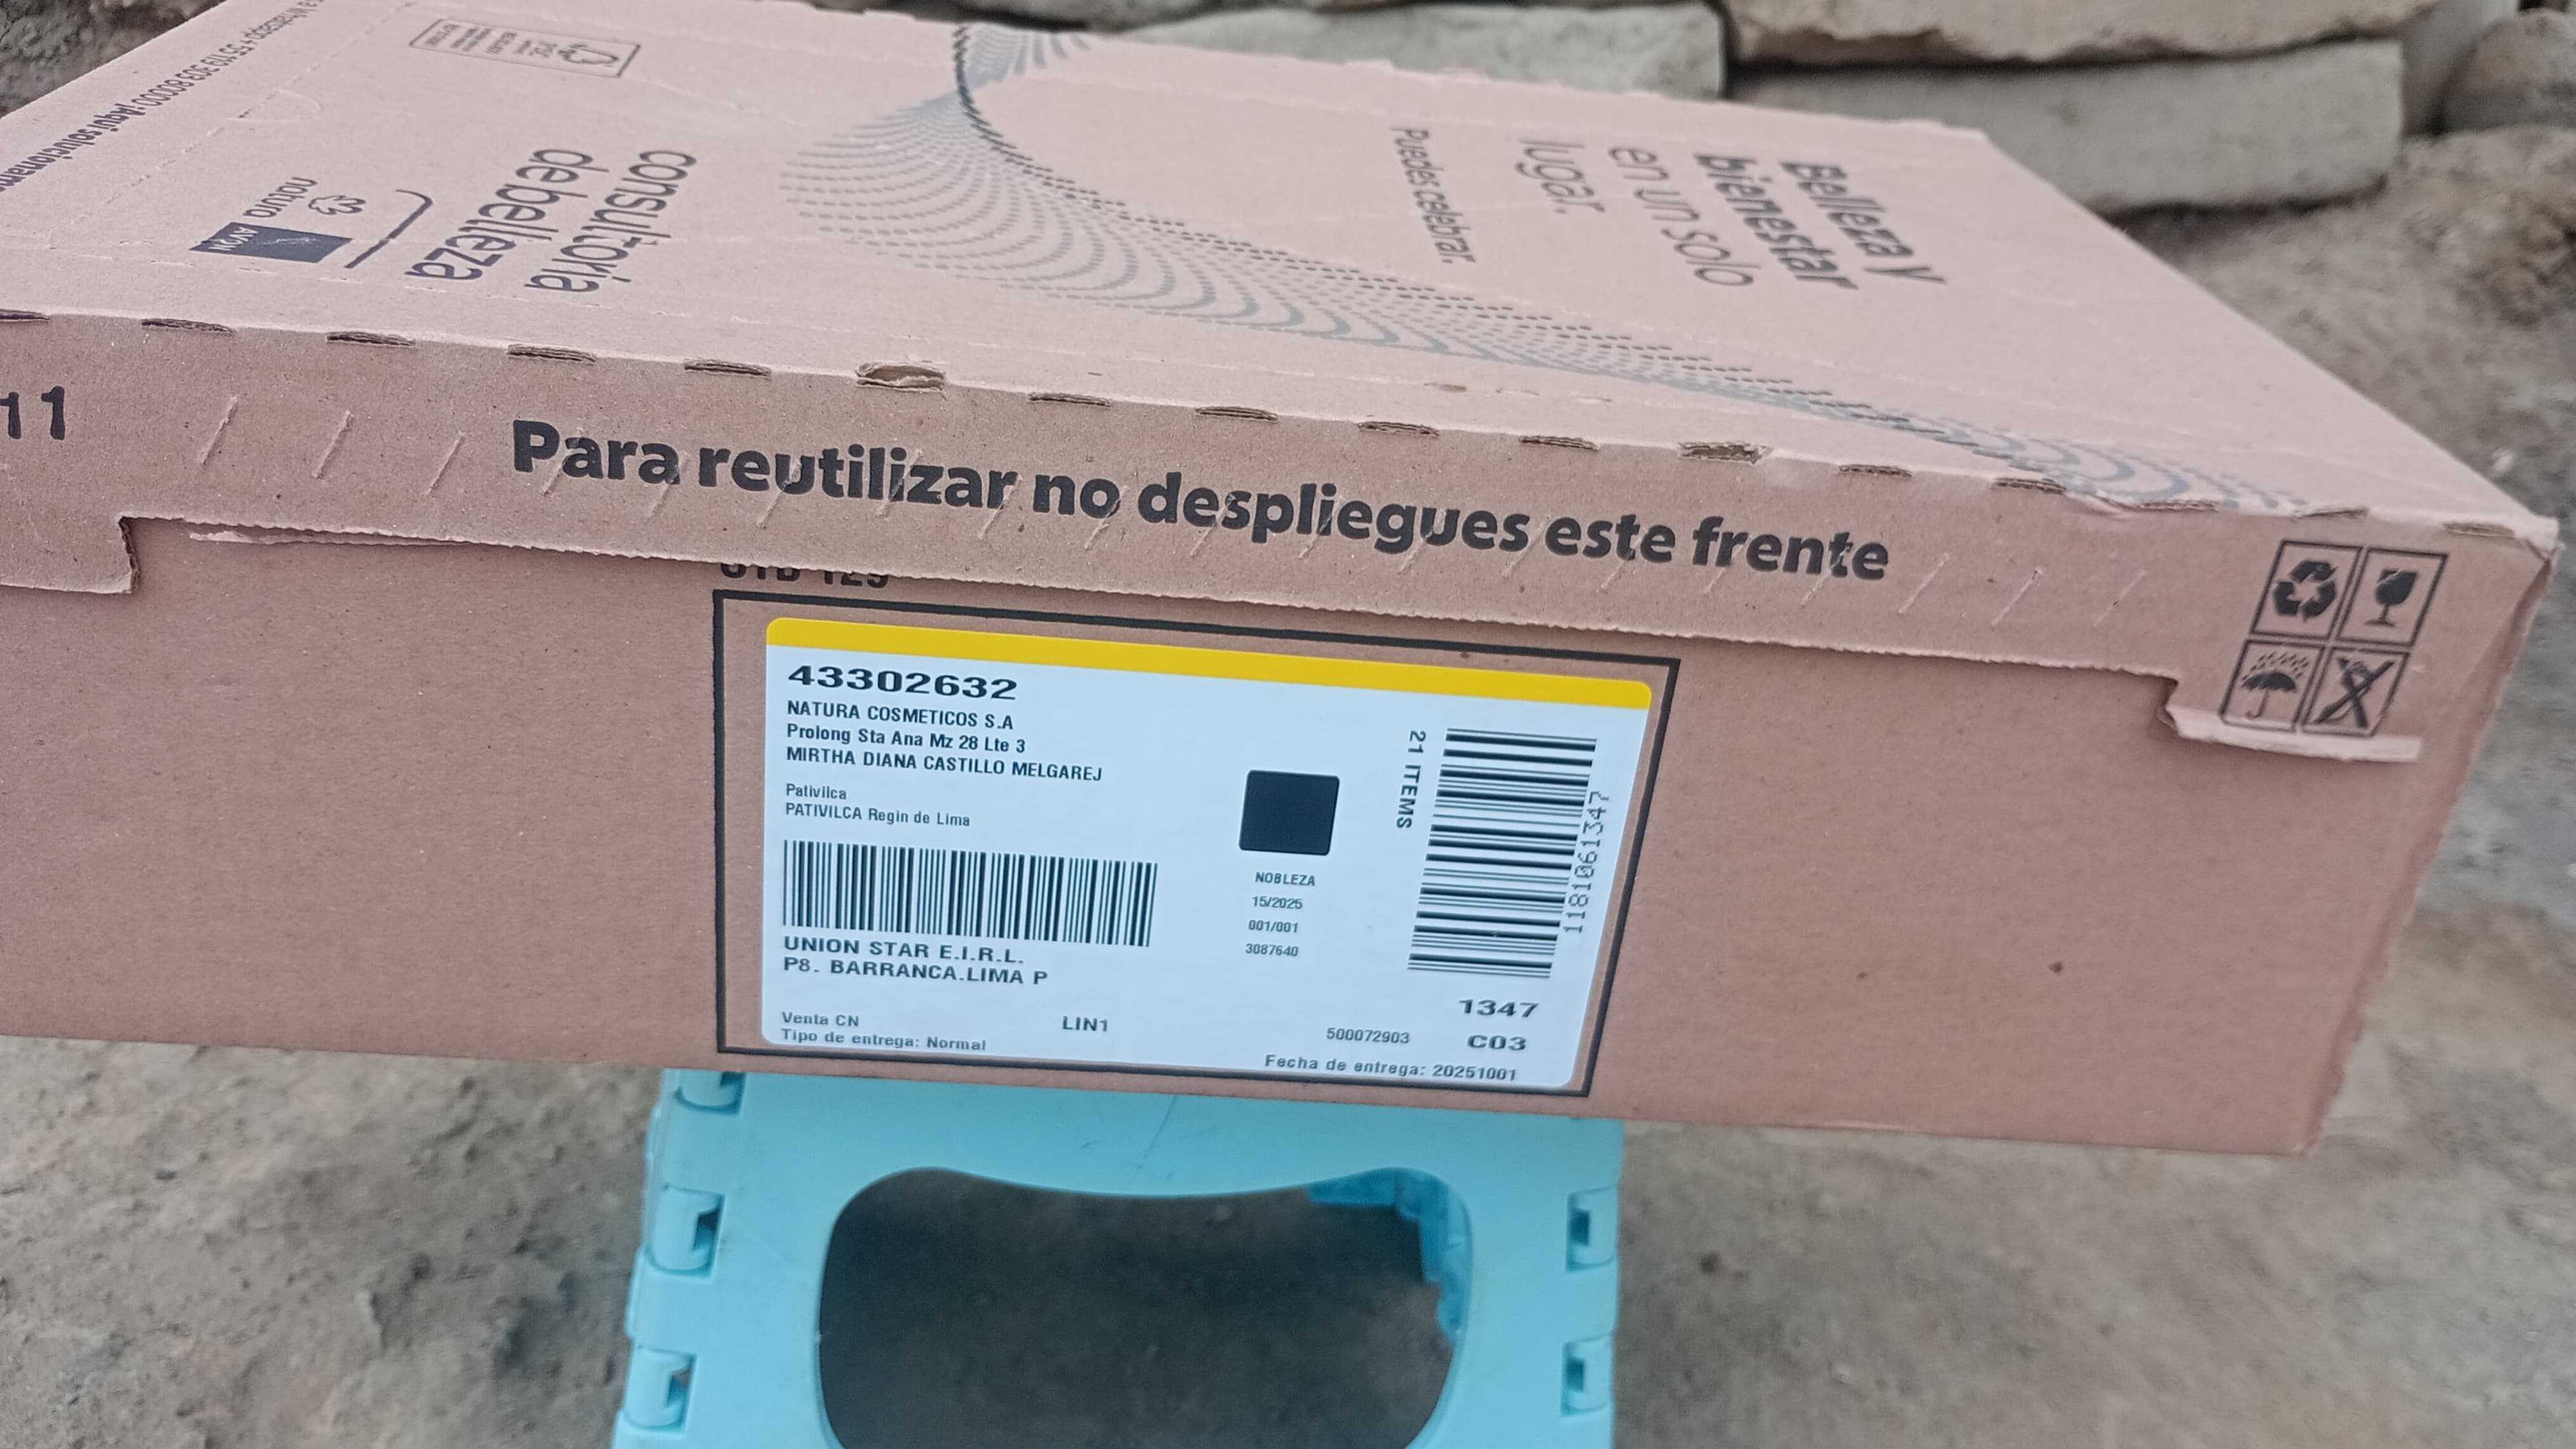 consultoría
de belleza
natura
AVON
Belleza y
bienestar
en un solo
lugar.
Puedes celebrar.
11
Para reutilizar no despliegues este frente
43302632
NATURA COSMETICOS S.A
Prolong Sta Ana Mz 28 Lte 3
MIRTHA DIANA CASTILLO MELGAREJ
Pativilca
PATIVILCA Regin de Lima
UNION STAR E.I.R.L.
P8. BARRANCA.LIMA P
Venta CN
LIN1
Tipo de entrega: Normal
NOBLEZA
15/2025
001/001
3087640
21 ITEMS
1181061347
1347
500072903
C03
Fecha de entrega: 20251001